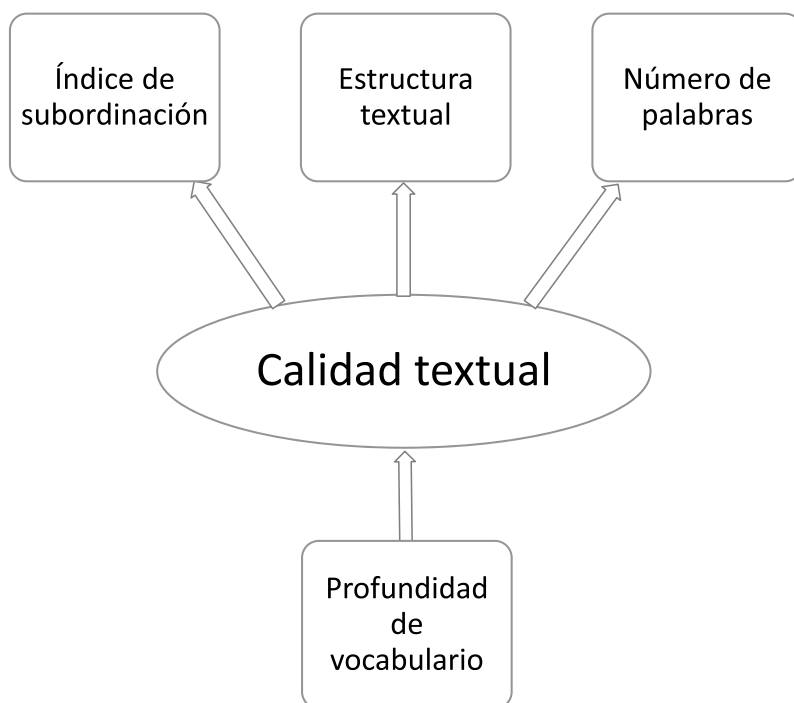 Índice de
subordinación
Estructura
textual
Número de
palabras
Calidad textual
Profundidad
de
vocabulario